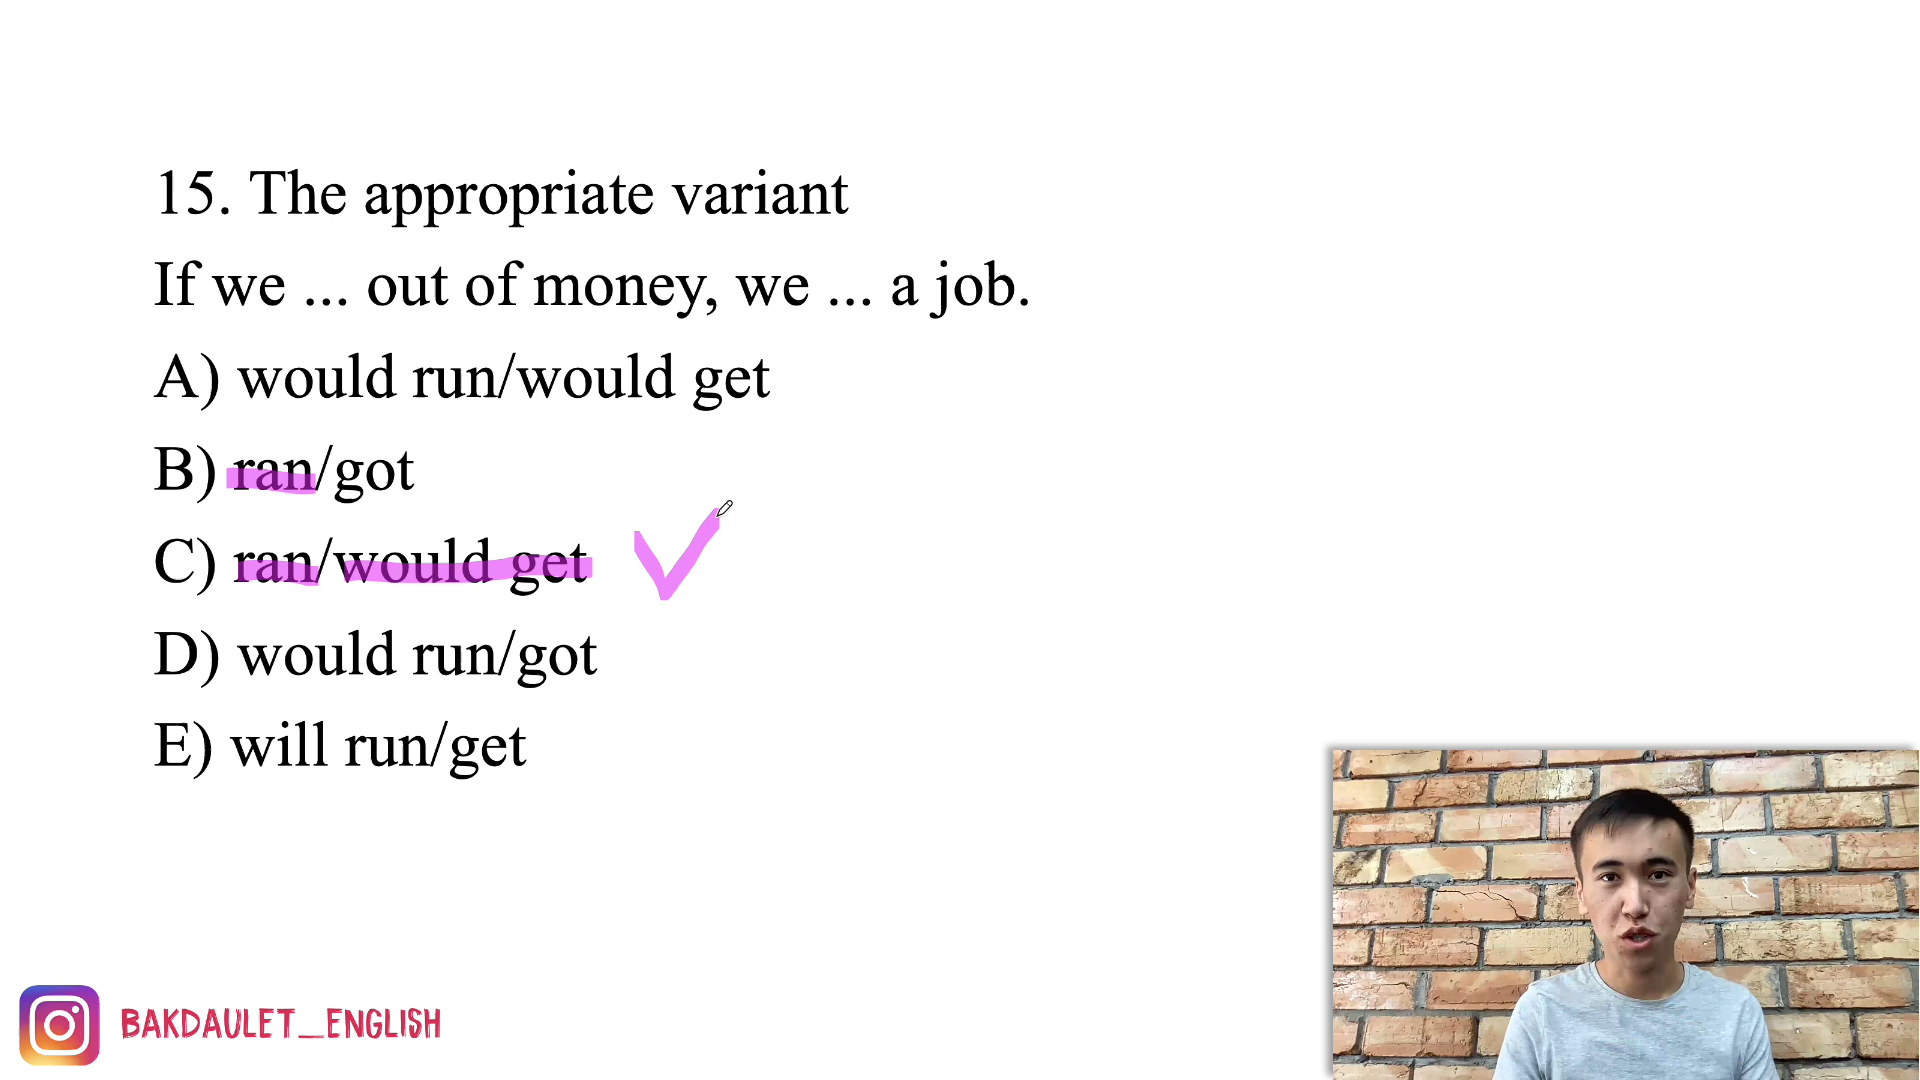 15. The appropriate variant
If we ... out of money, we ... a job.
A) would run/would get
B) ran/got
C) ran/would get
D) would run/got
E) will run/get
BAKDAULET_ENGLISH